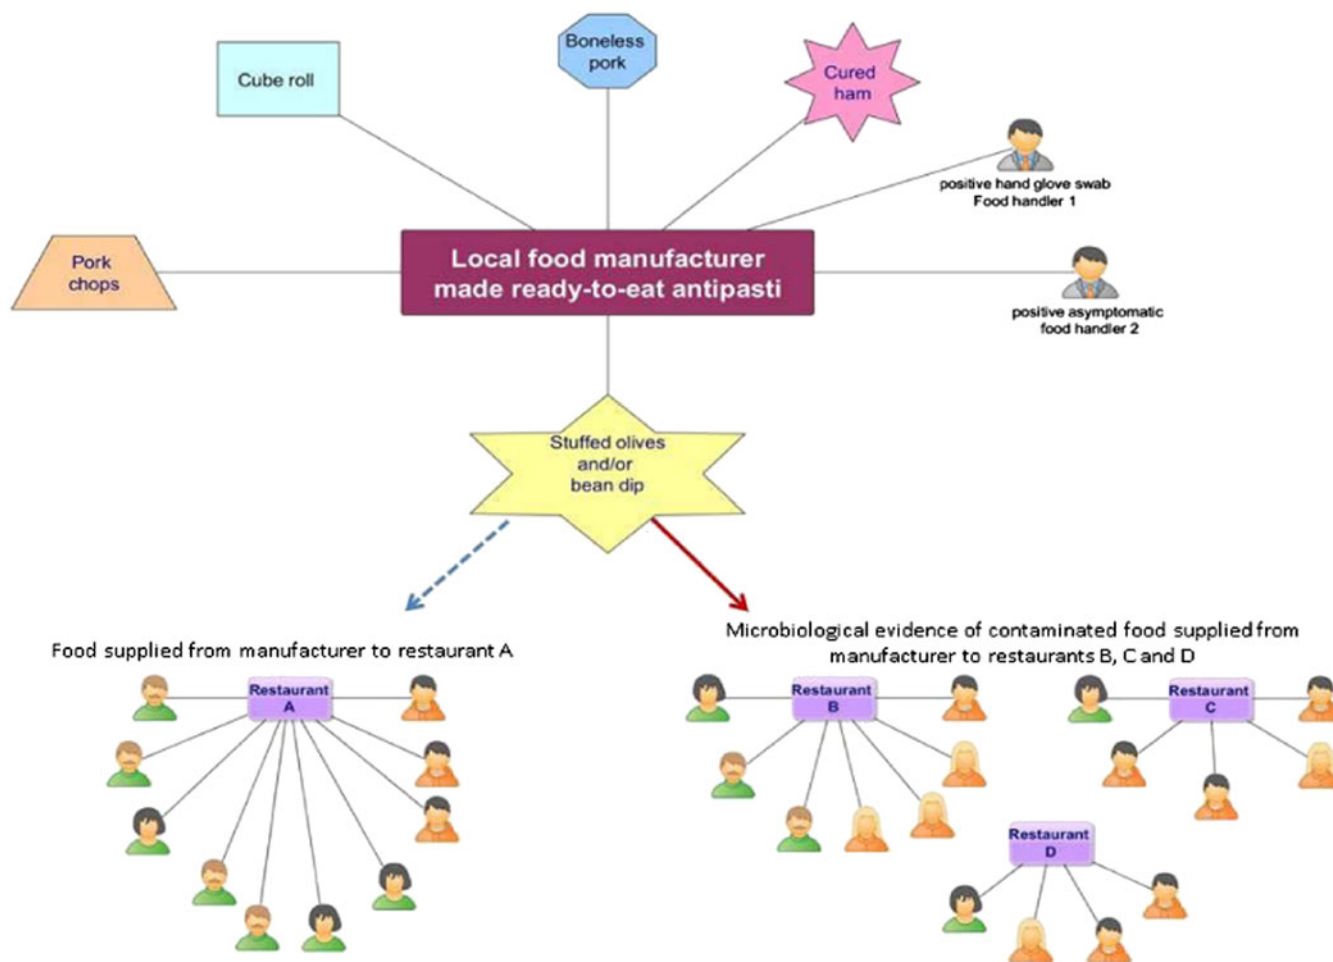 Boneless
pork
Cube roll
Cured
ham
positive hand glove swab
Food handler 1
Pork
chops
Local food manufacturer
made ready-to-eat antipasti
positive asymptomatic
food handler 2
Stuffed olives
and/or
bean dip
Food supplied from manufacturer to restaurant A
Microbiological evidence of contaminated food supplied from
manufacturer to restaurants B, C and D
Restaurant
A
Restaurant
B
Restaurant
C
Restaurant
D